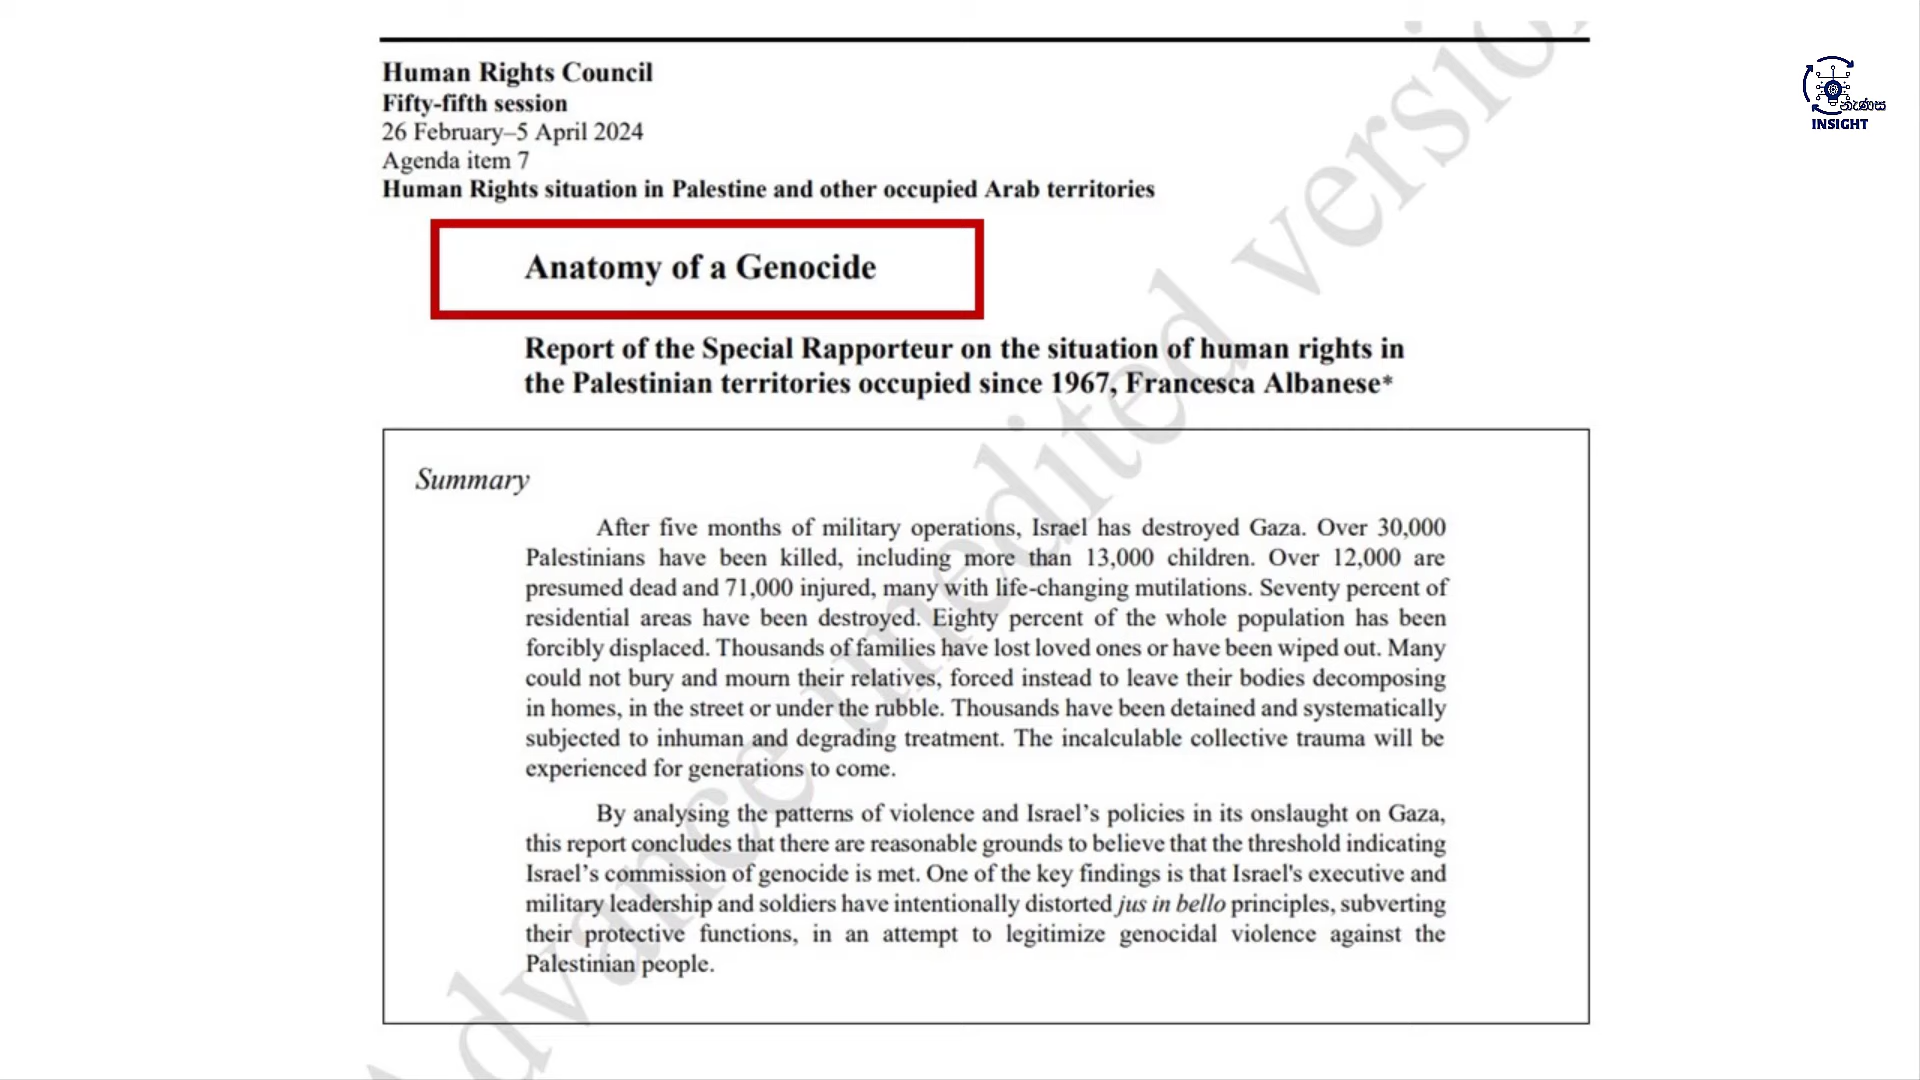 Human Rights Council
Fifty-fifth session
26 February–5 April 2024
Agenda item 7
Human Rights situation in Palestine and other occupied Arab territories
Anatomy of a Genocide
Report of the Special Rapporteur on the situation of human rights in
the Palestinian territories occupied since 1967, Francesca Albanese*
Summary
After five months of military operations, Israel has destroyed Gaza. Over 30,000
Palestinians have been killed, including more than 13,000 children. Over 12,000 are
presumed dead and 71,000 injured, many with life-changing mutilations. Seventy percent of
residential areas have been destroyed. Eighty percent of the whole population has been
forcibly displaced. Thousands of families have lost loved ones or have been wiped out. Many
could not bury and mourn their relatives, forced instead to leave their bodies decomposing
in homes, in the street or under the rubble. Thousands have been detained and systematically
subjected to inhuman and degrading treatment. The incalculable collective trauma will be
experienced for generations to come.
By analysing the patterns of violence and Israel’s policies in its onslaught on Gaza,
this report concludes that there are reasonable grounds to believe that the threshold indicating
Israel’s commission of genocide is met. One of the key findings is that Israel's executive and
military leadership and soldiers have intentionally distorted jus in bello principles, subverting
their protective functions, in an attempt to legitimize genocidal violence against the
Palestinian people.
Advance unedited version
INSIGHT